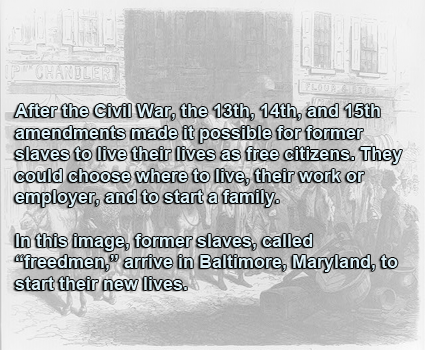 CHANDLER
After the Civil War, the 13th, 14th, and 15th
amendments made it possible for former
slaves to live their lives as free citizens. They
could choose where to live, their work or
employer, and to start a family.
In this image, former slaves, called
“freedmen,” arrive in Baltimore, Maryland, to
start their new lives.